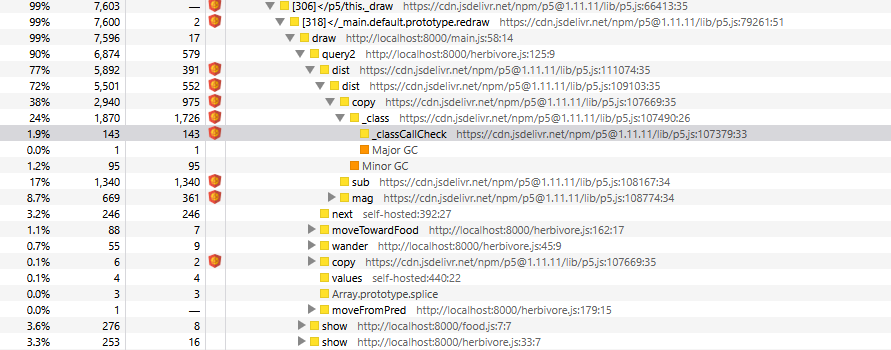 99% 7,603 — [306]</p5/this._draw https://cdn.jsdelivr.net/npm/p5@1.11.11/lib/p5.js:66413:35
99% 7,600 2 [318]</_main.default.prototype.redraw https://cdn.jsdelivr.net/npm/p5@1.11.11/lib/p5.js:79261:51
99% 7,596 17 draw http://localhost:8000/main.js:58:14
90% 6,874 579 query2 http://localhost:8000/herbivore.js:125:9
77% 5,892 391 dist https://cdn.jsdelivr.net/npm/p5@1.11.11/lib/p5.js:111074:35
72% 5,501 552 dist https://cdn.jsdelivr.net/npm/p5@1.11.11/lib/p5.js:109103:35
38% 2,940 975 copy https://cdn.jsdelivr.net/npm/p5@1.11.11/lib/p5.js:107669:35
24% 1,870 1,726 _class https://cdn.jsdelivr.net/npm/p5@1.11.11/lib/p5.js:107490:26
1.9% 143 143 _classCallCheck https://cdn.jsdelivr.net/npm/p5@1.11.11/lib/p5.js:107379:33
0.0% 1 1 Major GC
1.2% 95 95 Minor GC
17% 1,340 1,340 sub https://cdn.jsdelivr.net/npm/p5@1.11.11/lib/p5.js:108167:34
8.7% 669 361 mag https://cdn.jsdelivr.net/npm/p5@1.11.11/lib/p5.js:108774:34
3.2% 246 246 next self-hosted:392:27
1.1% 88 7 moveTowardFood http://localhost:8000/herbivore.js:162:17
0.7% 55 9 wander http://localhost:8000/herbivore.js:45:9
0.1% 6 2 copy https://cdn.jsdelivr.net/npm/p5@1.11.11/lib/p5.js:107669:35
0.1% 4 4 values self-hosted:440:22
0.0% 3 3 Array.prototype.splice
0.0% 1 — moveFromPred http://localhost:8000/herbivore.js:179:15
3.6% 276 8 show http://localhost:8000/food.js:7:7
3.3% 253 16 show http://localhost:8000/herbivore.js:33:7